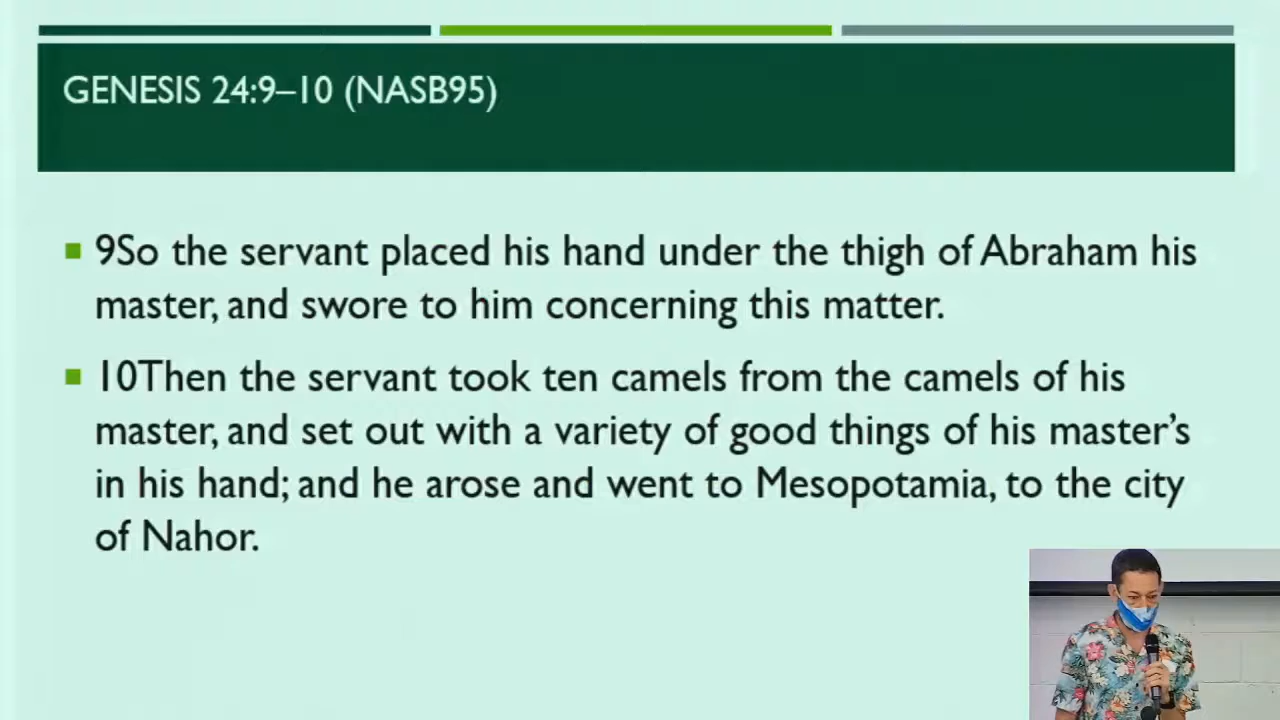 GENESIS 24:9–10 (NASB95)
9So the servant placed his hand under the thigh of Abraham his
master, and swore to him concerning this matter.
10Then the servant took ten camels from the camels of his
master, and set out with a variety of good things of his master’s
in his hand; and he arose and went to Mesopotamia, to the city
of Nahor.